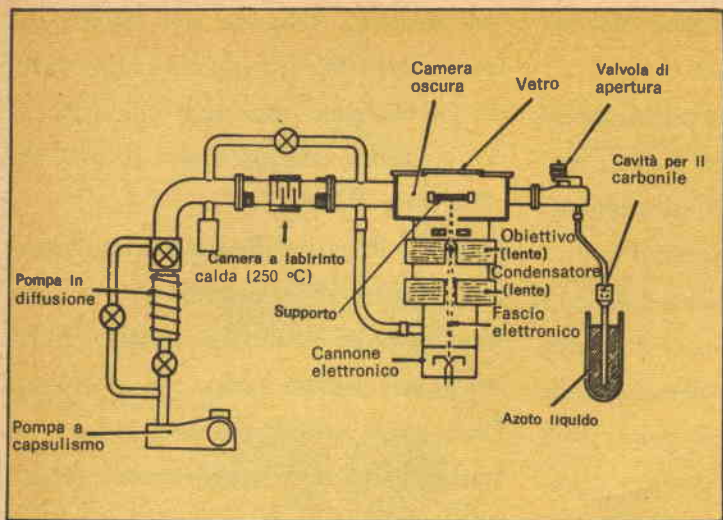 Camera
oscura
Vetro
Valvola di
apertura
Cavità per il
carbonile
Obiettivo
(lente)
Condensatore
(lente)
Camera a labirinto
calda (250 °C)
Pompa in
diffusione
Supporto
Fascio
elettronico
Cannone
elettronico
Azoto liquido
Pompa a
capsulismo